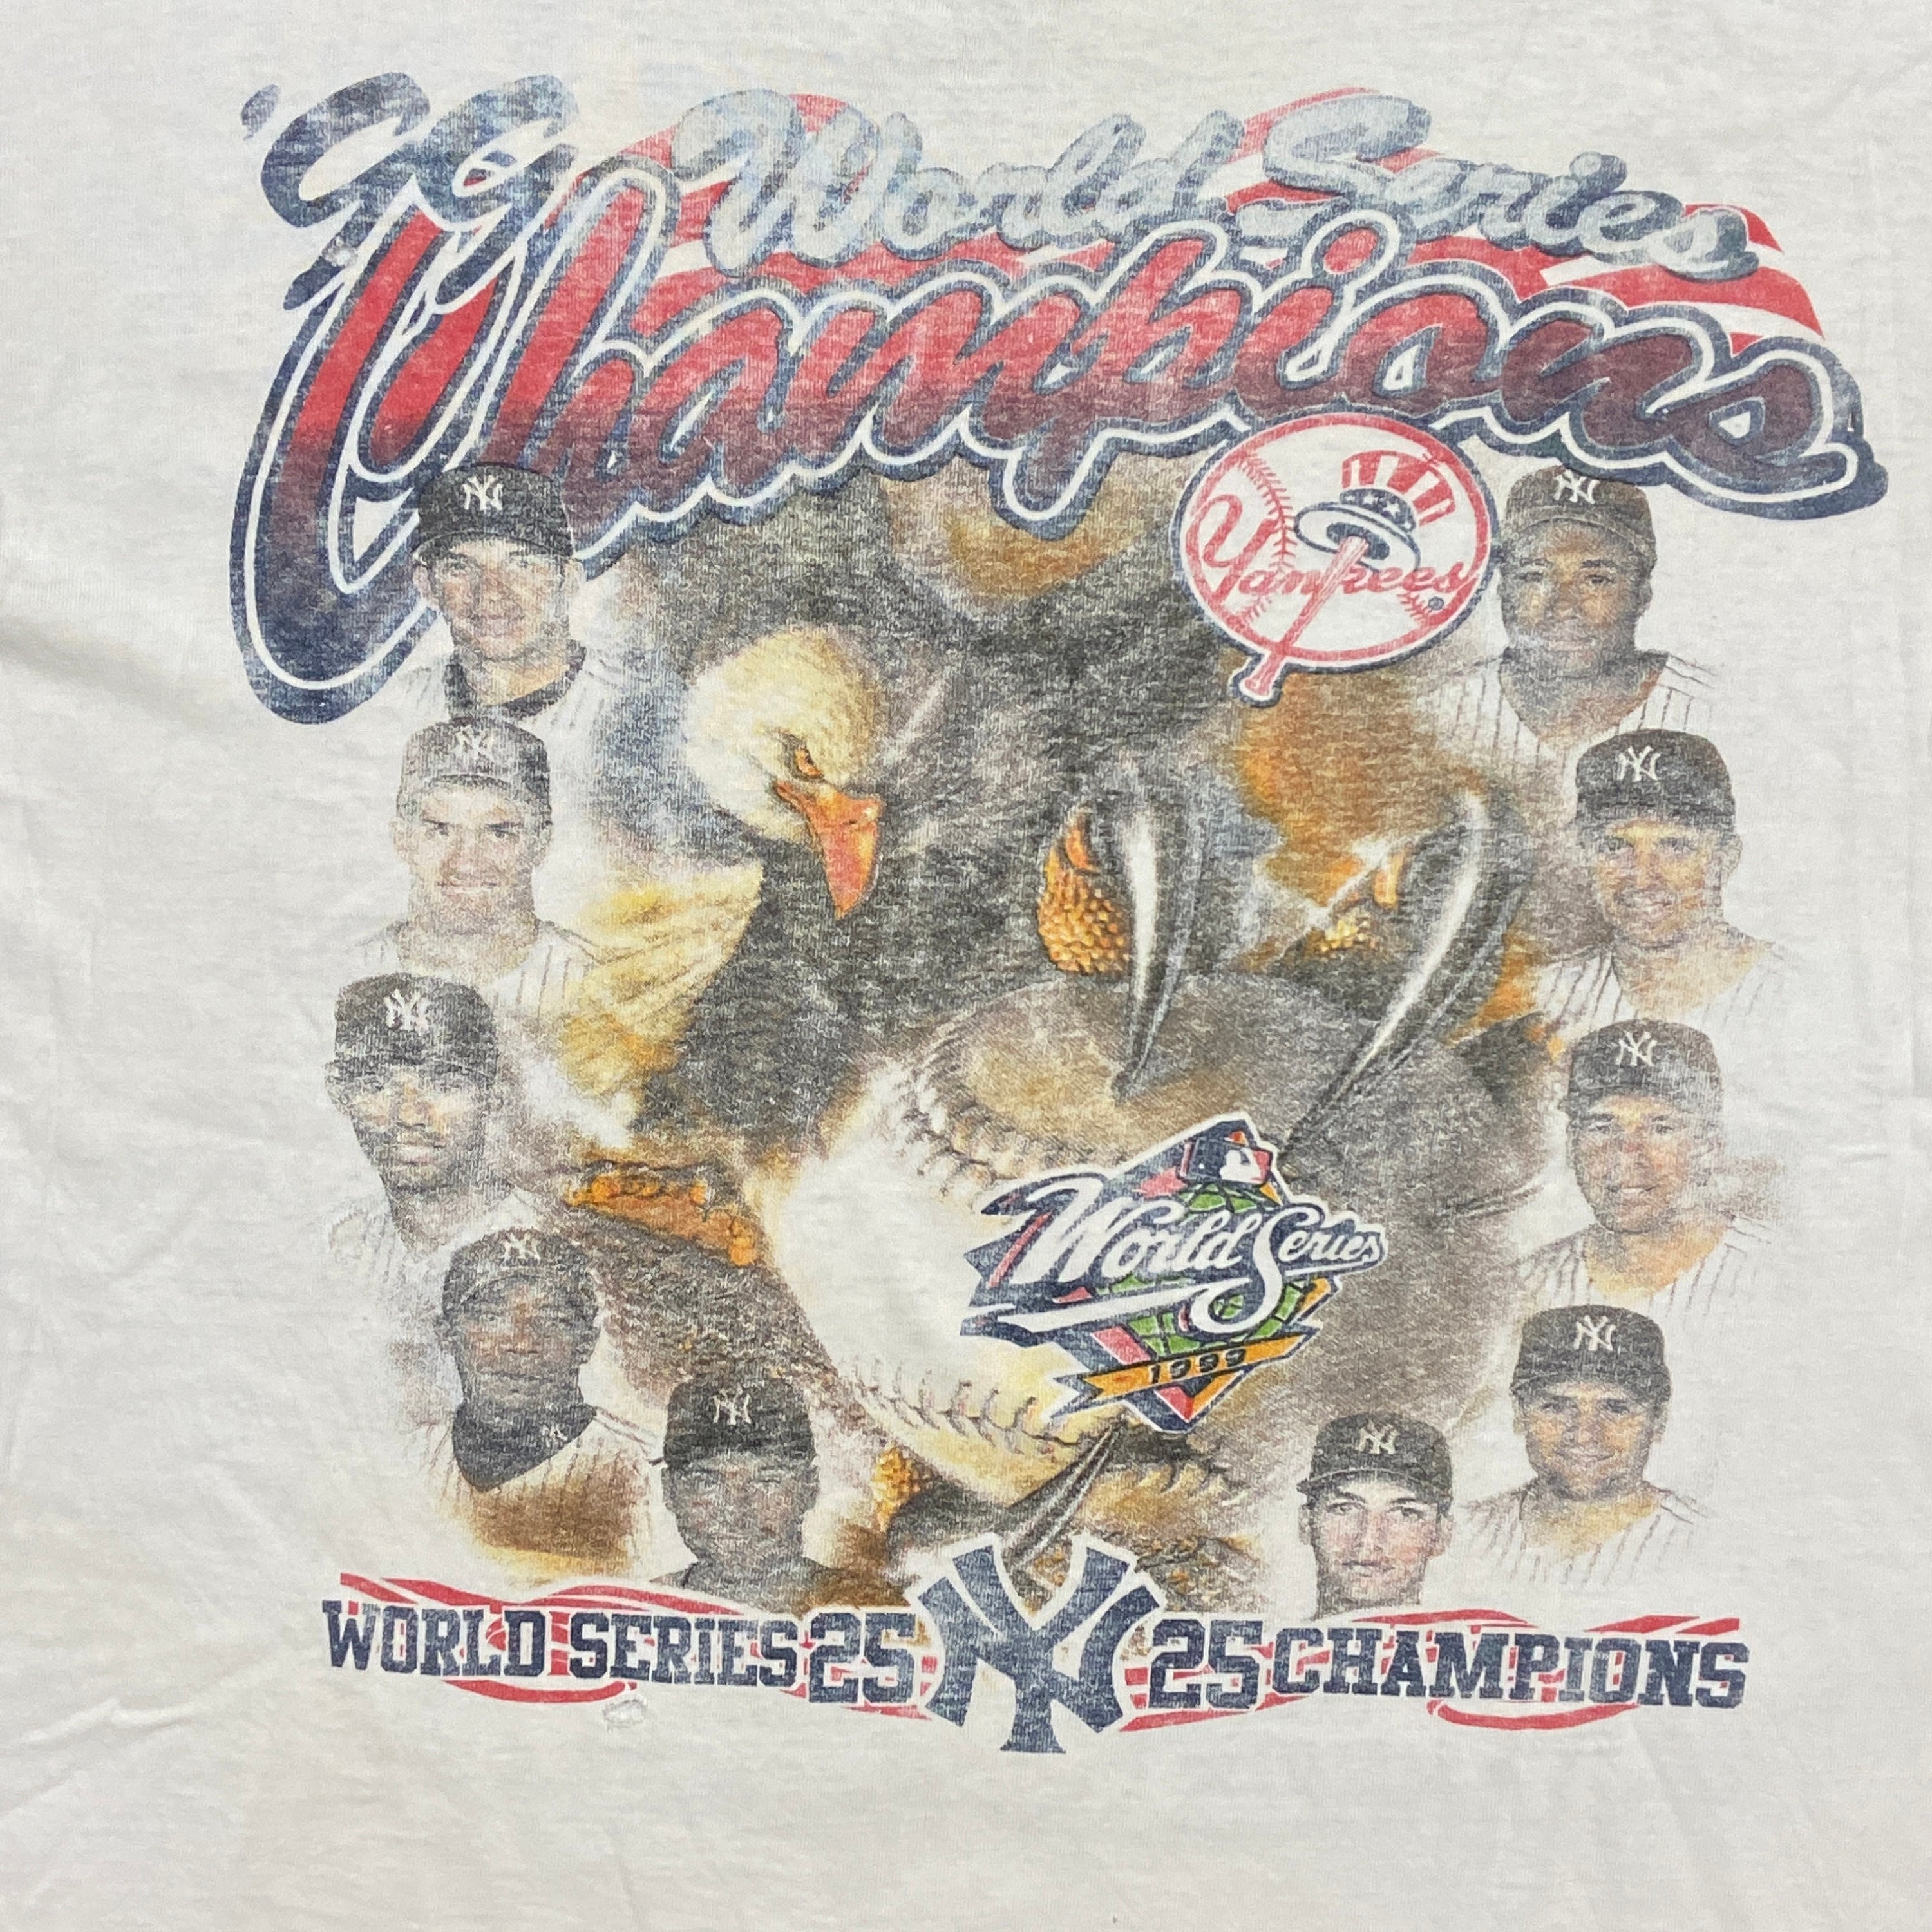 '99 World Series
Champions
Yankees
World Series
1999
WORLD SERIES 25 NY 25 CHAMPIONS